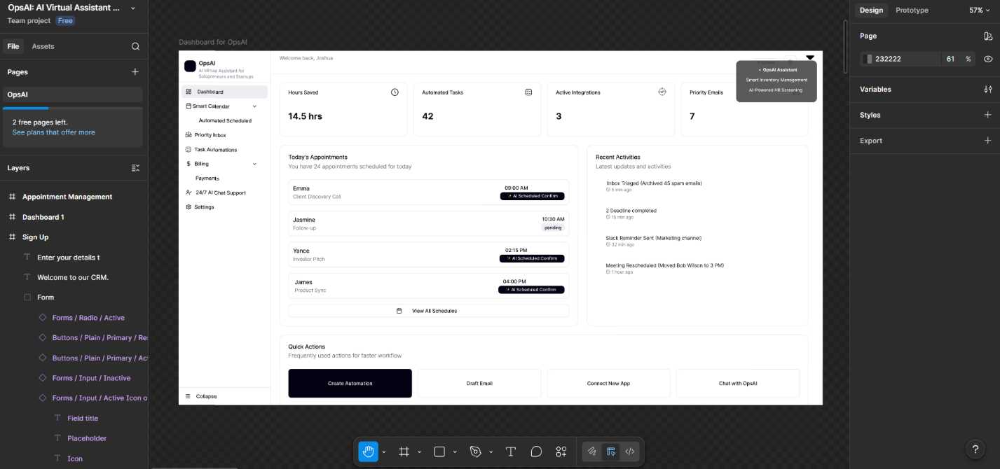 OpsAI: AI Virtual Assistant ...
Team project Free
File Assets
Pages
OpsAI
2 free pages left.
See plans that offer more
Layers
Appointment Management
Dashboard 1
Sign Up
Enter your details t
Welcome to our CRM.
Form
Forms / Radio / Active
Buttons / Plain / Primary / Re
Buttons / Plain / Primary / Ac
Forms / Input / Inactive
Forms / Input / Active Icon o
Field title
Placeholder
Icon
Dashboard for OpsAI
OpsAI
AI Virtual Assistant for
Solopreneurs and Startups
Dashboard
Smart Calendar
Automated Scheduled
Priority Inbox
Task Automations
$ Billing
Payments
24/7 AI Chat Support
Settings
Collapse
Welcome back, Joshua
• OpsAI Assistant
Smart Inventory Management
AI-Powered HR Screening
Hours Saved
14.5 hrs
Automated Tasks
42
Active Integrations
3
Priority Emails
7
Today's Appointments
You have 24 appointments scheduled for today
Emma
Client Discovery Call
09:00 AM
AI Scheduled Confirm
Jasmine
Follow-up
10:30 AM
pending
Yance
Investor Pitch
02:15 PM
AI Scheduled Confirm
James
Product Sync
04:00 PM
AI Scheduled Confirm
View All Schedules
Recent Activities
Latest updates and activities
Inbox Triaged (Archived 45 spam emails)
5 min ago
2 Deadline completed
15 min ago
Slack Reminder Sent (Marketing channel)
32 min ago
Meeting Rescheduled (Moved Bob Wilson to 3 PM)
1 hour ago
Quick Actions
Frequently used actions for faster workflow
Create Automation
Draft Email
Connect New App
Chat with OpsAI
Design Prototype 57%
Page
232222 61 %
Variables
Styles
Export
?